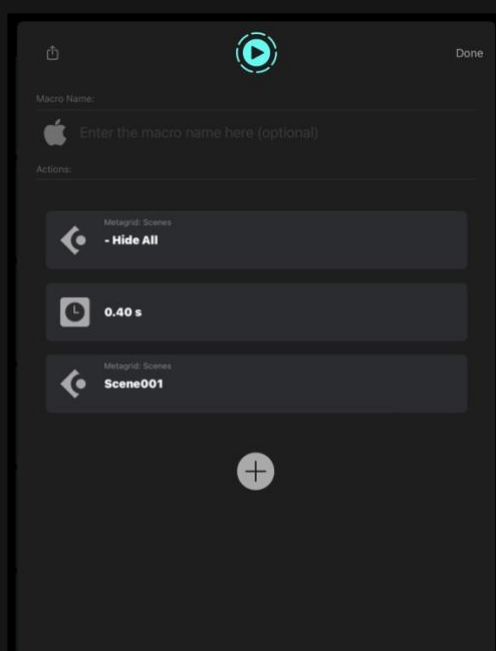 Done
Macro Name:
Enter the macro name here (optional)
Actions:
Metagrid: Scenes
- Hide All
0.40 s
Metagrid: Scenes
Scene001